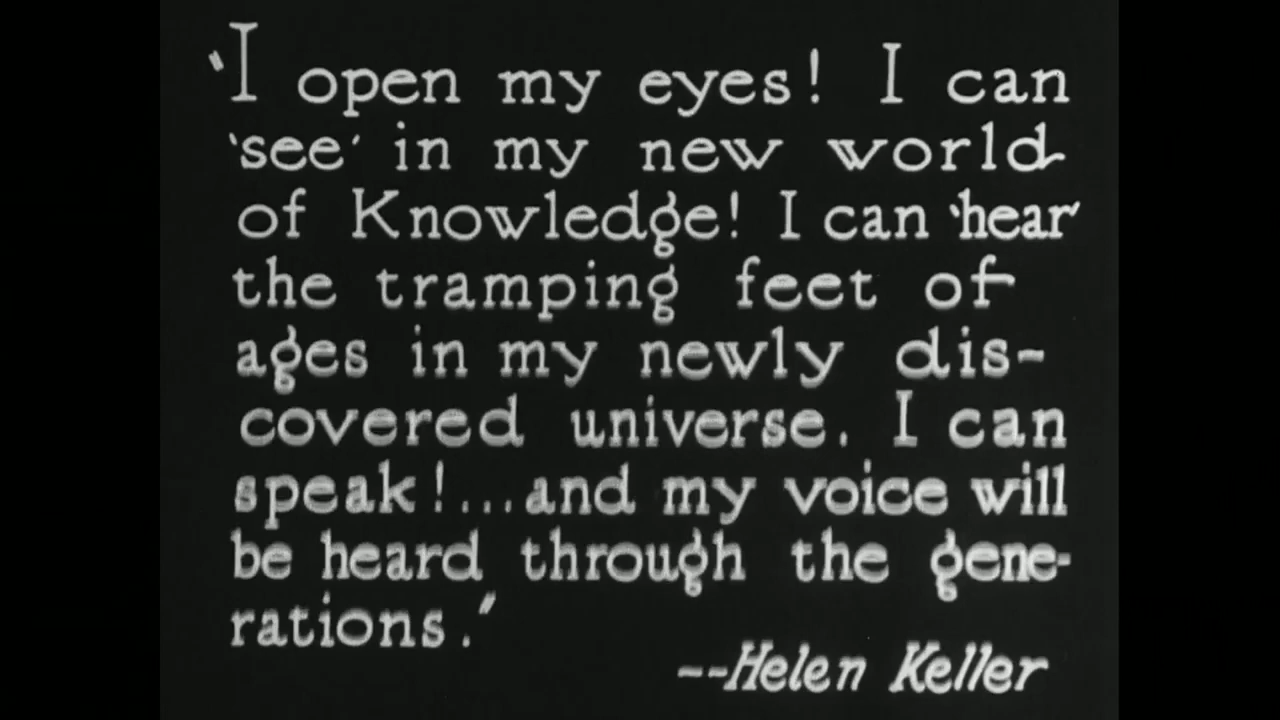 "I open my eyes! I can
'see' in my new world
of Knowledge! I can 'hear'
the tramping feet of
ages in my newly dis-
covered universe. I can
speak!...and my voice will
be heard through the gene-
rations."
--Helen Keller